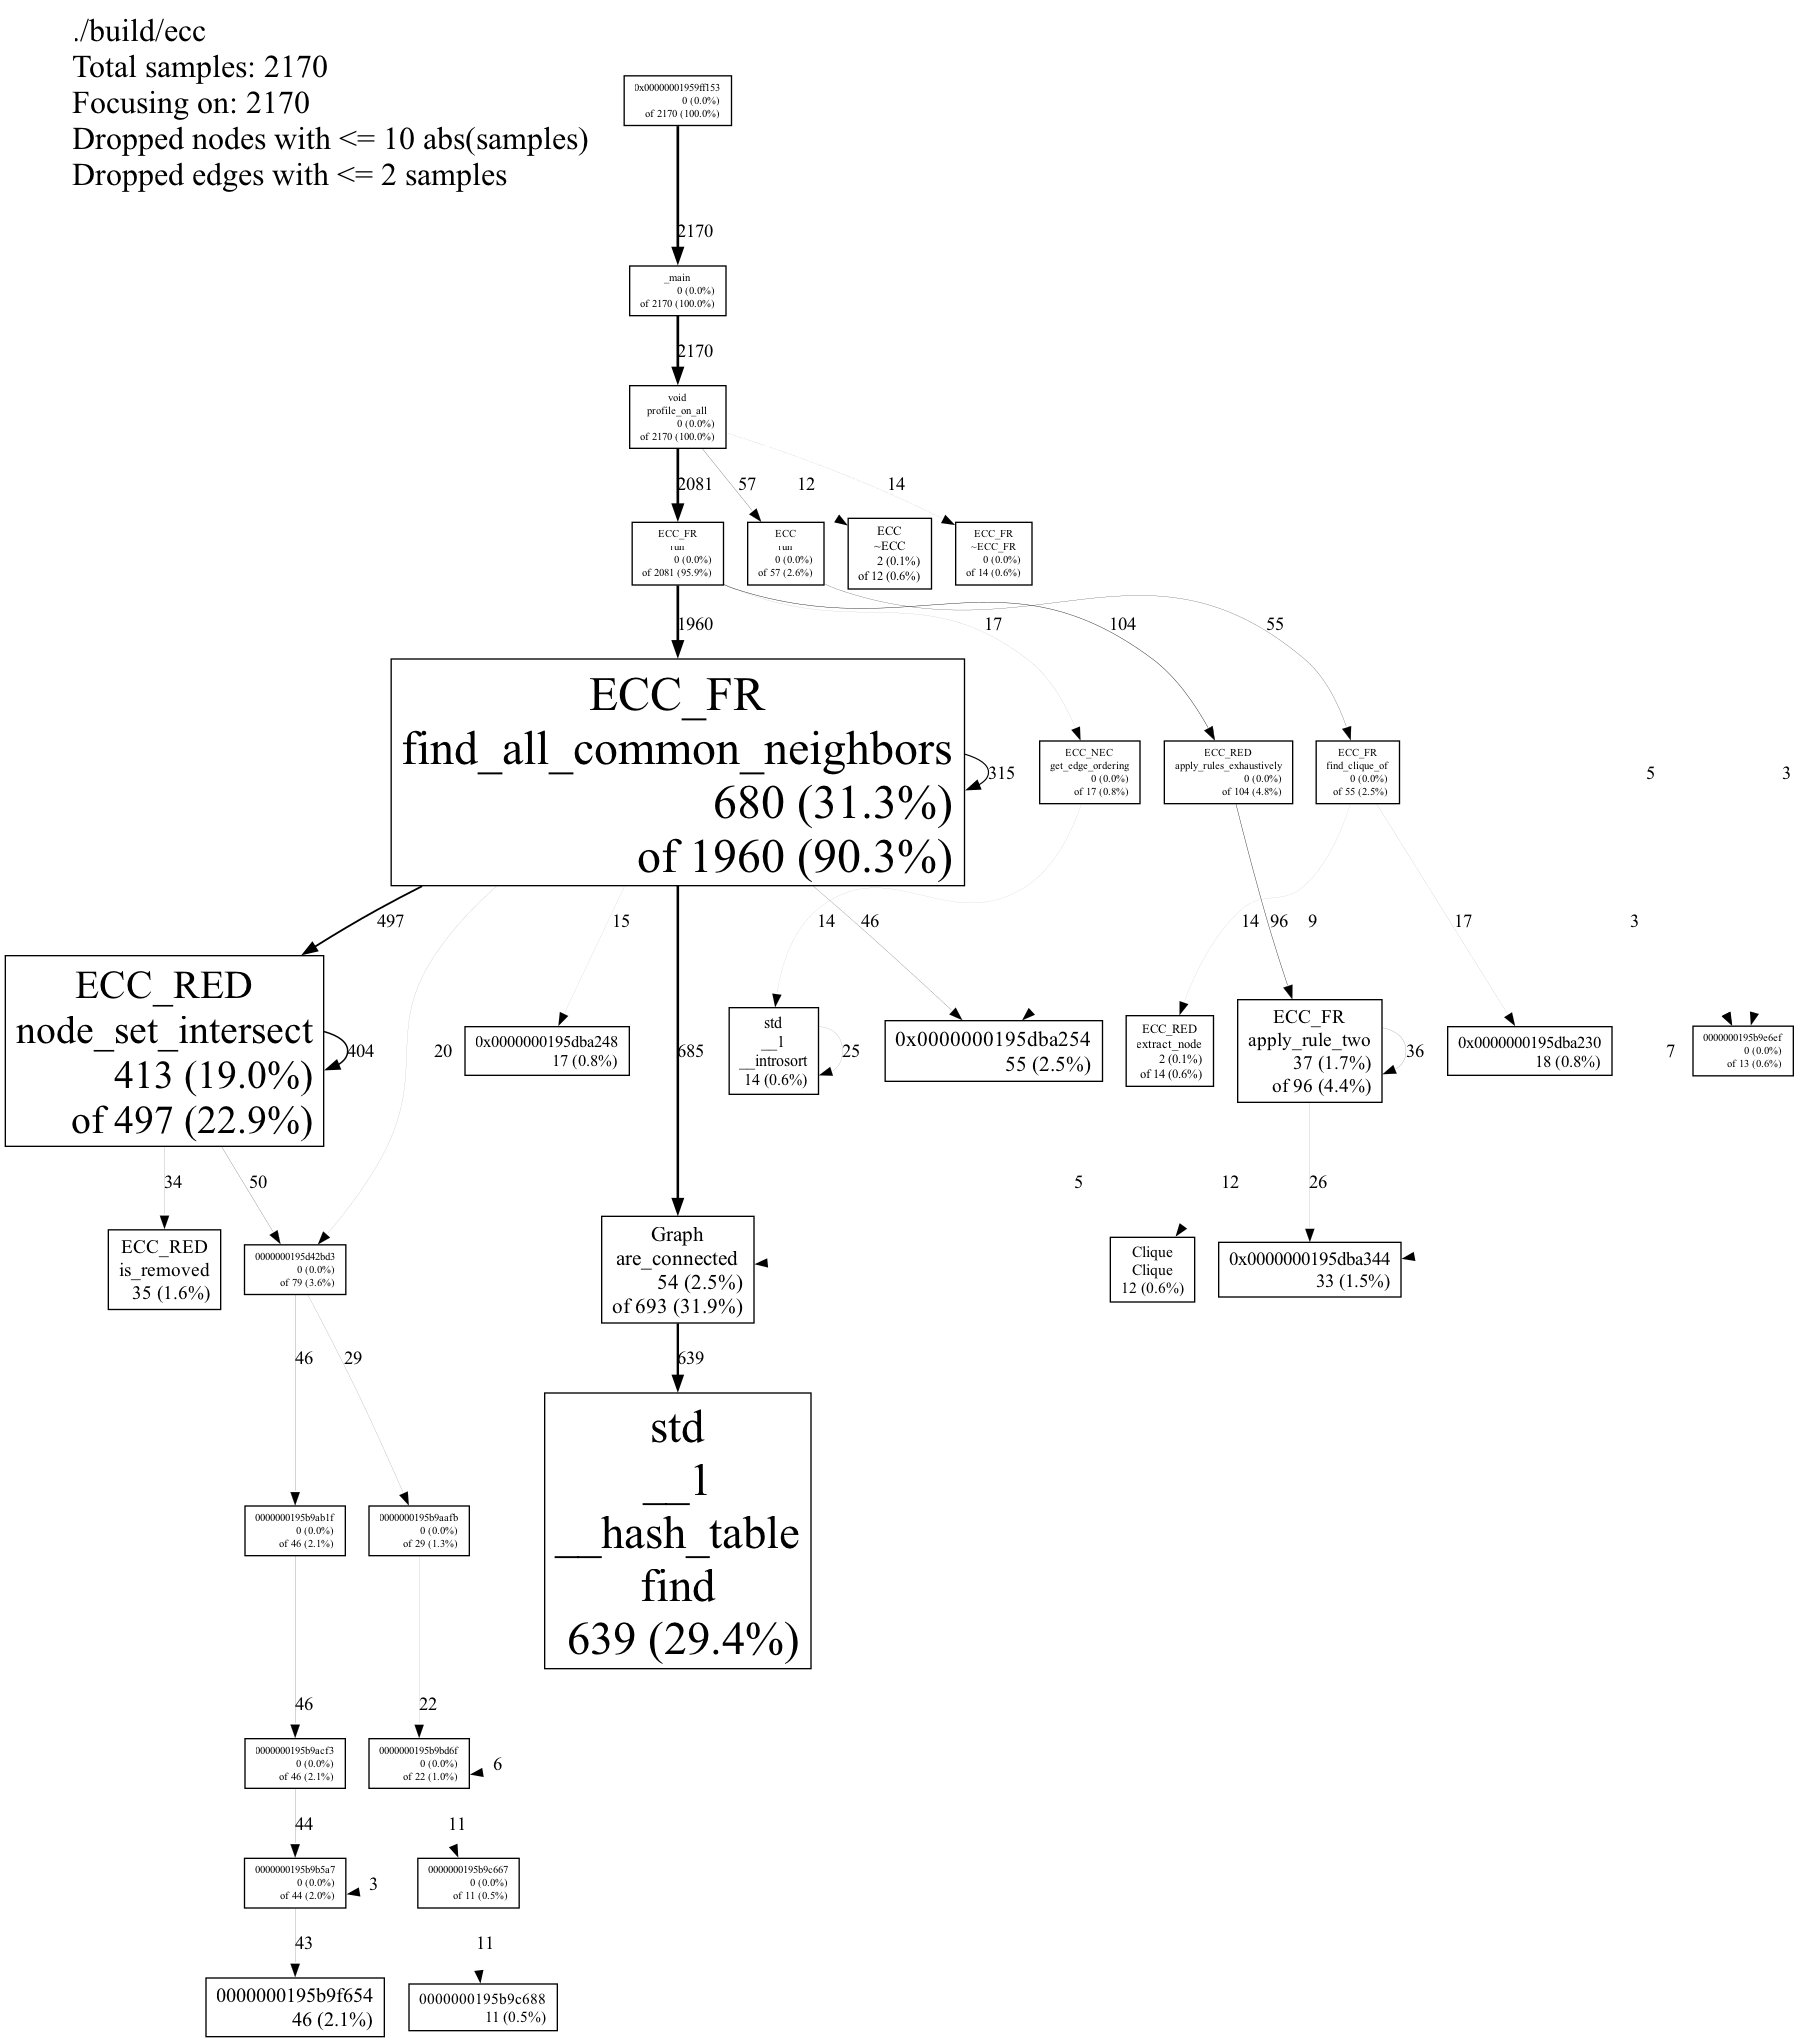 ./build/ecc
Total samples: 2170
Focusing on: 2170
Dropped nodes with <= 10 abs(samples)
Dropped edges with <= 2 samples
0x00000001959ff153
0 (0.0%)
of 2170 (100.0%)
2170
_main
0 (0.0%)
of 2170 (100.0%)
2170
void
profile_on_all
0 (0.0%)
of 2170 (100.0%)
2081
57
12
14
ECC_FR
run
0 (0.0%)
of 2081 (95.9%)
ECC
run
0 (0.0%)
of 57 (2.6%)
ECC
~ECC
2 (0.1%)
of 12 (0.6%)
ECC_FR
~ECC_FR
0 (0.0%)
of 14 (0.6%)
1960
17
104
55
ECC_FR
find_all_common_neighbors
680 (31.3%)
of 1960 (90.3%)
315
ECC_NEC
get_edge_ordering
0 (0.0%)
of 17 (0.8%)
ECC_RED
apply_rules_exhaustively
0 (0.0%)
of 104 (4.8%)
ECC_FR
find_clique_of
0 (0.0%)
of 55 (2.5%)
5
3
497
15
14
46
14
96
9
17
3
ECC_RED
node_set_intersect
413 (19.0%)
of 497 (22.9%)
404
20
0x0000000195dba248
17 (0.8%)
685
std
__1
__introsort
14 (0.6%)
25
0x0000000195dba254
55 (2.5%)
ECC_RED
extract_node
2 (0.1%)
of 14 (0.6%)
ECC_FR
apply_rule_two
37 (1.7%)
of 96 (4.4%)
36
0x0000000195dba230
18 (0.8%)
7
0000000195b9e6ef
0 (0.0%)
of 13 (0.6%)
34
50
5
12
26
ECC_RED
is_removed
35 (1.6%)
0000000195d42bd3
0 (0.0%)
of 79 (3.6%)
Graph
are_connected
54 (2.5%)
of 693 (31.9%)
Clique
Clique
12 (0.6%)
0x0000000195dba344
33 (1.5%)
46
29
639
std
__1
__hash_table
find
639 (29.4%)
0000000195b9ab1f
0 (0.0%)
of 46 (2.1%)
0000000195b9aafb
0 (0.0%)
of 29 (1.3%)
46
22
0000000195b9acf3
0 (0.0%)
of 46 (2.1%)
0000000195b9bd6f
0 (0.0%)
of 22 (1.0%)
6
44
11
0000000195b9b5a7
0 (0.0%)
of 44 (2.0%)
3
0000000195b9c667
0 (0.0%)
of 11 (0.5%)
43
11
0000000195b9f654
46 (2.1%)
0000000195b9c688
11 (0.5%)